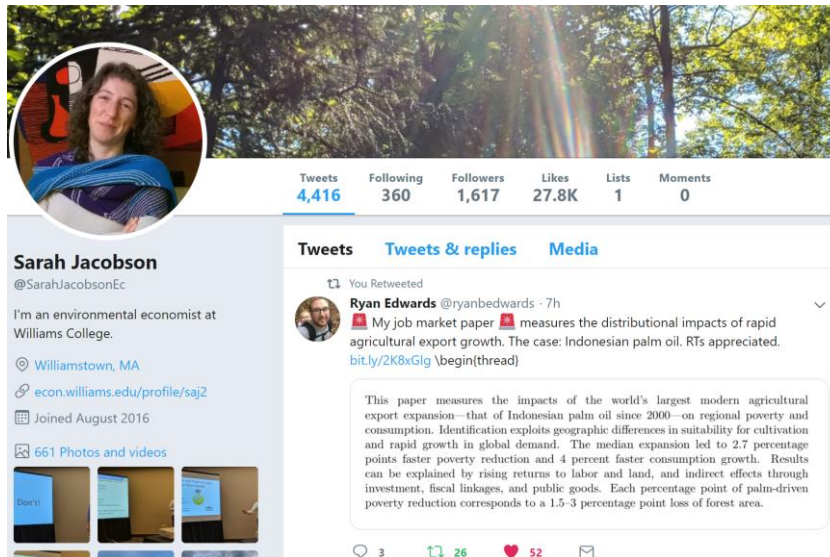 Tweets Following Followers Likes Lists Moments
4,416 360 1,617 27.8K 1 0
Sarah Jacobson
@SarahJacobsonEc
I'm an environmental economist at
Williams College.
Williamstown, MA
econ.williams.edu/profile/saj2
Joined August 2016
661 Photos and videos
Don't!
Tweets Tweets & replies Media
You Retweeted
Ryan Edwards @ryanbedwards · 7h
🚨 My job market paper 🚨 measures the distributional impacts of rapid
agricultural export growth. The case: Indonesian palm oil. RTs appreciated.
bit.ly/2K8xGlg \begin{thread}
This paper measures the impacts of the world's largest modern agricultural
export expansion—that of Indonesian palm oil since 2000—on regional poverty and
consumption. Identification exploits geographic differences in suitability for cultivation
and rapid growth in global demand. The median expansion led to 2.7 percentage
points faster poverty reduction and 4 percent faster consumption growth. Results
can be explained by rising returns to labor and land, and indirect effects through
investment, fiscal linkages, and public goods. Each percentage point of palm-driven
poverty reduction corresponds to a 1.5–3 percentage point loss of forest area.
3 26 52